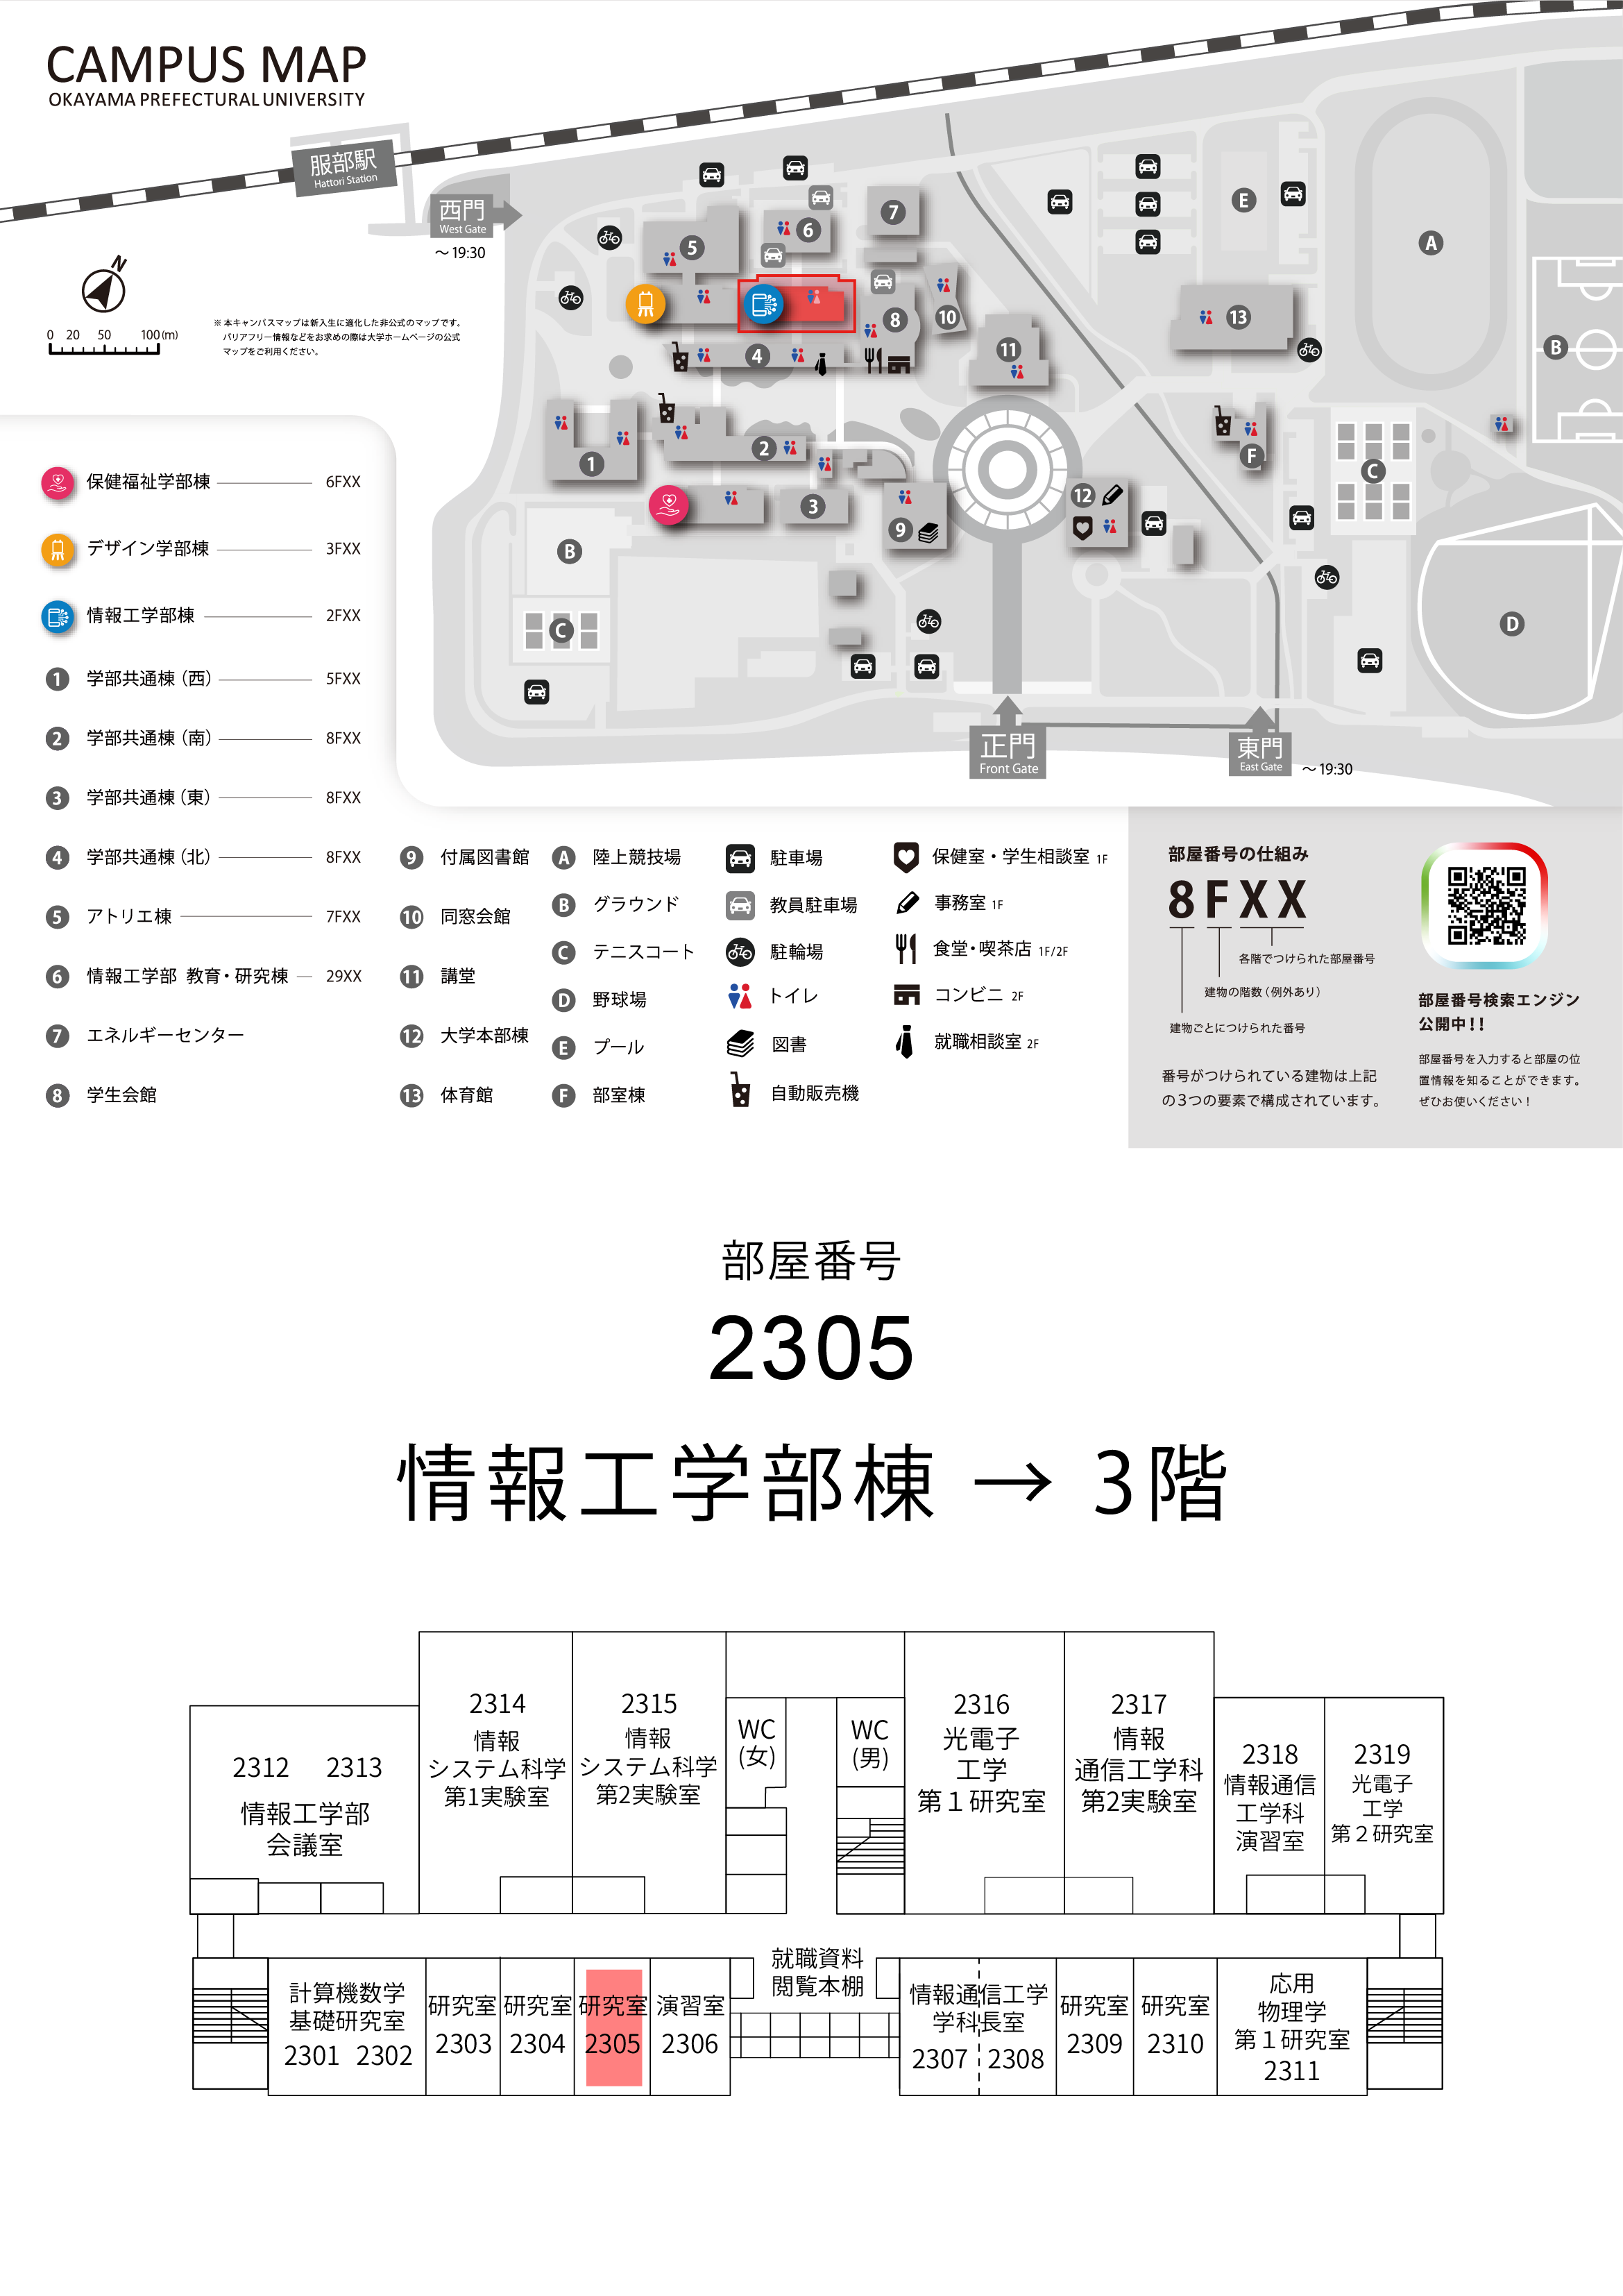 CAMPUS MAP
OKAYAMA PREFECTURAL UNIVERSITY
服部駅
Hattori Station
西門
West Gate
～19:30
N
0 20 50 100(m)
※ 本キャンパスマップは新入生に適化した非公式のマップです。
バリアフリー情報などをお求めの際は大学ホームページの公式
マップをご利用ください。
7
6
5
E
A
8
10
13
11
4
B
2
1
F
C
12
3
9
B
C
D
正門
Front Gate
東門
East Gate
～19:30
保健福祉学部棟 6FXX
デザイン学部棟 3FXX
情報工学部棟 2FXX
1 学部共通棟（西） 5FXX
2 学部共通棟（南） 8FXX
3 学部共通棟（東） 8FXX
4 学部共通棟（北） 8FXX
5 アトリエ棟 7FXX
6 情報工学部 教育・研究棟 29XX
7 エネルギーセンター
8 学生会館
9 付属図書館
10 同窓会館
11 講堂
12 大学本部棟
13 体育館
A 陸上競技場
B グラウンド
C テニスコート
D 野球場
E プール
F 部室棟
駐車場
教員駐車場
駐輪場
トイレ
図書
自動販売機
保健室・学生相談室 1F
事務室 1F
食堂・喫茶店 1F/2F
コンビニ 2F
就職相談室 2F
部屋番号の仕組み
8FXX
各階でつけられた部屋番号
建物の階数（例外あり）
建物ごとにつけられた番号
番号がつけられている建物は上記
の3つの要素で構成されています。
部屋番号検索エンジン
公開中！！
部屋番号を入力すると部屋の位
置情報を知ることができます。
ぜひお使いください！
部屋番号
2305
情報工学部棟 → 3階
2312 2313
情報工学部
会議室
2314
情報
システム科学
第1実験室
2315
情報
システム科学
第2実験室
WC
(女)
WC
(男)
2316
光電子
工学
第１研究室
2317
情報
通信工学科
第2実験室
2318
情報通信
工学科
演習室
2319
光電子
工学
第２研究室
計算機数学
基礎研究室
2301 2302
研究室
2303
研究室
2304
研究室
2305
演習室
2306
就職資料
閲覧本棚
情報通信工学
学科長室
2307 2308
研究室
2309
研究室
2310
応用
物理学
第１研究室
2311